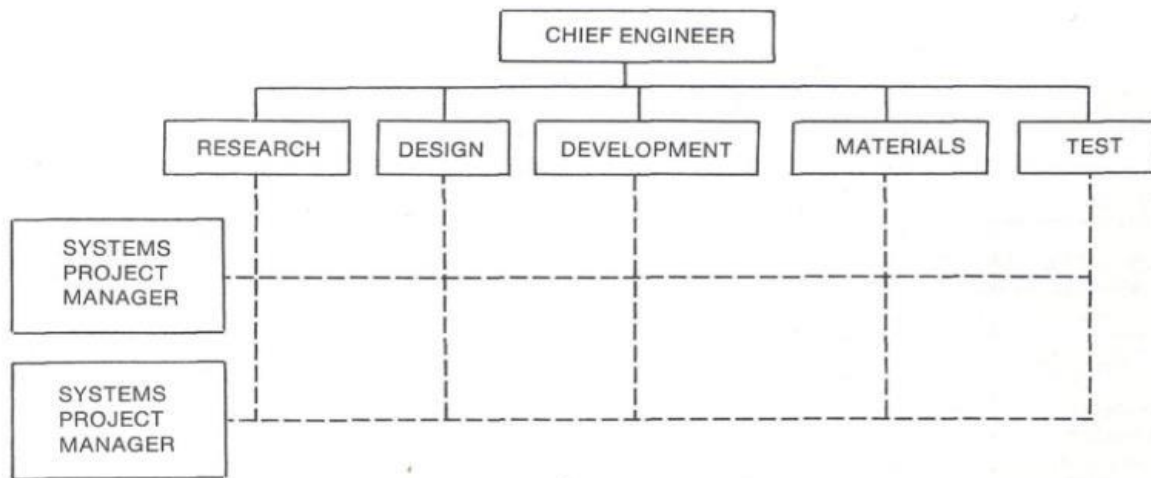 CHIEF ENGINEER
RESEARCH
DESIGN
DEVELOPMENT
MATERIALS
TEST
SYSTEMS
PROJECT
MANAGER
SYSTEMS
PROJECT
MANAGER